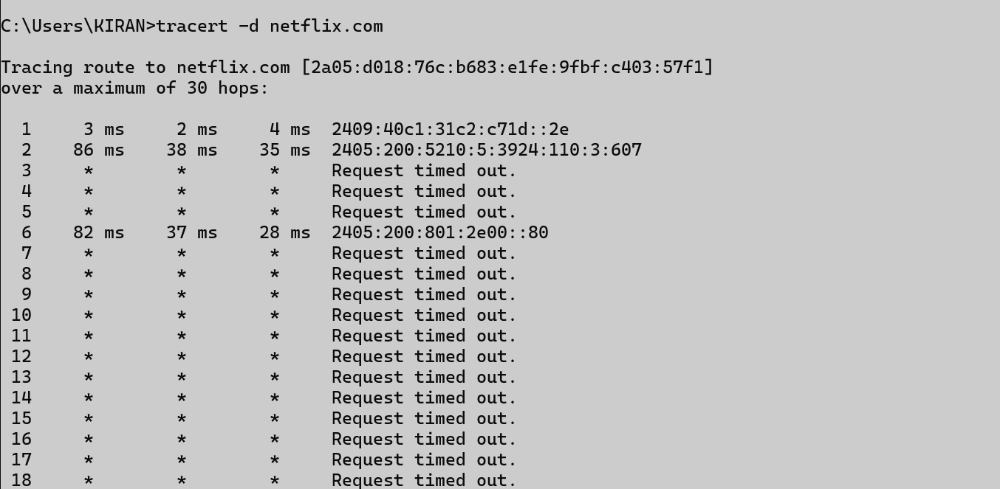 C:\Users\KIRAN>tracert -d netflix.com
Tracing route to netflix.com [2a05:d018:76c:b683:e1fe:9fbf:c403:57f1]
over a maximum of 30 hops:
1 3 ms 2 ms 4 ms 2409:40c1:31c2:c71d::2e
2 86 ms 38 ms 35 ms 2405:200:5210:5:3924:110:3:607
3 * * * Request timed out.
4 * * * Request timed out.
5 * * * Request timed out.
6 82 ms 37 ms 28 ms 2405:200:801:2e00::80
7 * * * Request timed out.
8 * * * Request timed out.
9 * * * Request timed out.
10 * * * Request timed out.
11 * * * Request timed out.
12 * * * Request timed out.
13 * * * Request timed out.
14 * * * Request timed out.
15 * * * Request timed out.
16 * * * Request timed out.
17 * * * Request timed out.
18 * * * Request timed out.